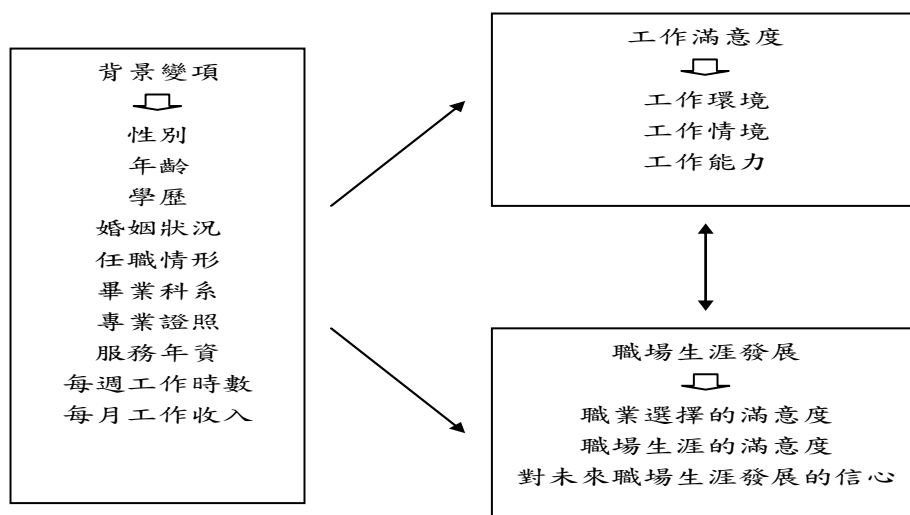 背景變項
性別
年齡
學歷
婚姻狀況
任職情形
畢業科系
專業證照
服務年資
每週工作時數
每月工作收入
工作滿意度
工作環境
工作情境
工作能力
職場生涯發展
職業選擇的滿意度
職場生涯的滿意度
對未來職場生涯發展的信心